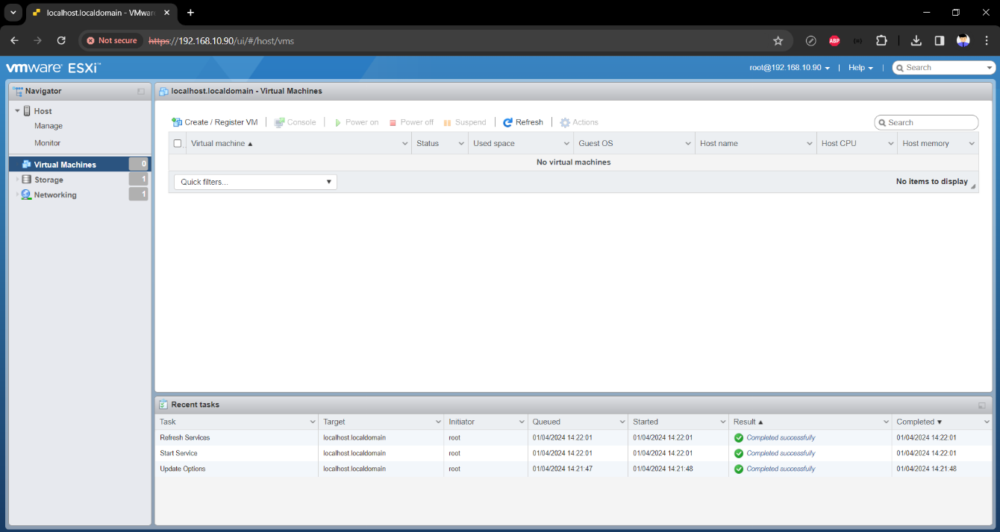 localhost.localdomain - VMwar
Not secure https://192.168.10.90/ui/#/host/vms ABP
vmware ESXi™ root@192.168.10.90 | Help | Search
Navigator
Host
Manage
Monitor
Virtual Machines 0
Storage 1
Networking 1
localhost.localdomain - Virtual Machines
Create / Register VM | Console | Power on Power off Suspend | Refresh | Actions Search
Virtual machine Status Used space Guest OS Host name Host CPU Host memory
No virtual machines
Quick filters... No items to display
Recent tasks
Task Target Initiator Queued Started Result Completed
Refresh Services localhost.localdomain root 01/04/2024 14:22:01 01/04/2024 14:22:01 Completed successfully 01/04/2024 14:22:01
Start Service localhost.localdomain root 01/04/2024 14:22:01 01/04/2024 14:22:01 Completed successfully 01/04/2024 14:22:01
Update Options localhost.localdomain root 01/04/2024 14:21:47 01/04/2024 14:21:48 Completed successfully 01/04/2024 14:21:48